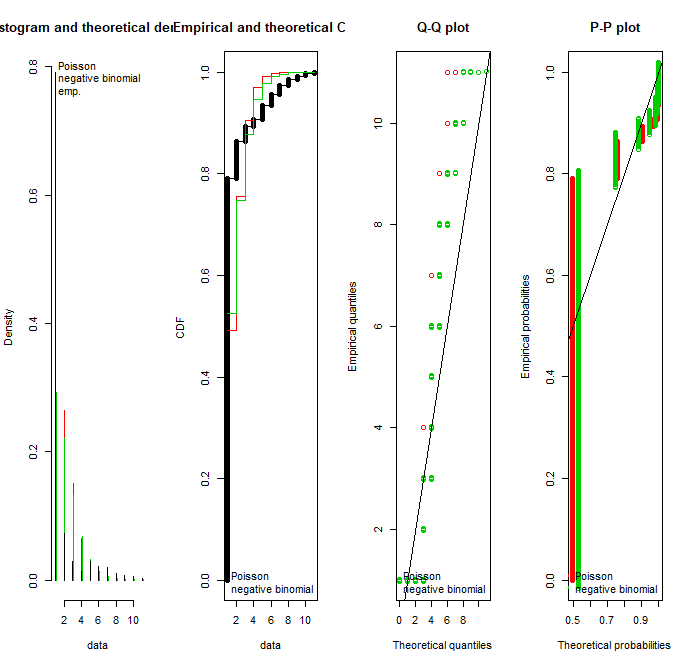 stogram and theoretical de
Empirical and theoretical C
Q-Q plot
P-P plot
Poisson
negative binomial
emp.
Density
0.0 0.2 0.4 0.6 0.8
2 4 6 8 10
data
CDF
0.0 0.2 0.4 0.6 0.8 1.0
2 4 6 8 10
data
Poisson
negative binomial
Empirical quantiles
2 4 6 8 10
0 2 4 6 8
Theoretical quantiles
Poisson
negative binomial
Empirical probabilities
0.0 0.2 0.4 0.6 0.8 1.0
0.5 0.7 0.9
Theoretical probabilities
Poisson
negative binomial